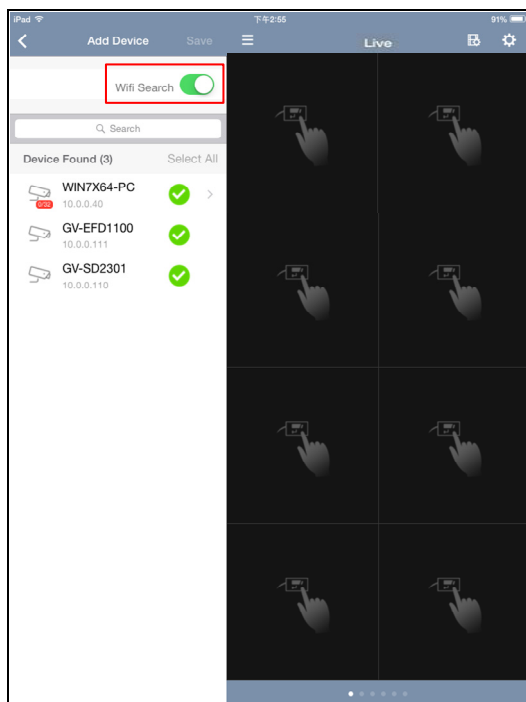 iPad 下午2:55 91%
Add Device Save Live
Wifi Search
Search
Device Found (3) Select All
WIN7X64-PC
0/32
10.0.0.40
GV-EFD1100
10.0.0.111
GV-SD2301
10.0.0.110